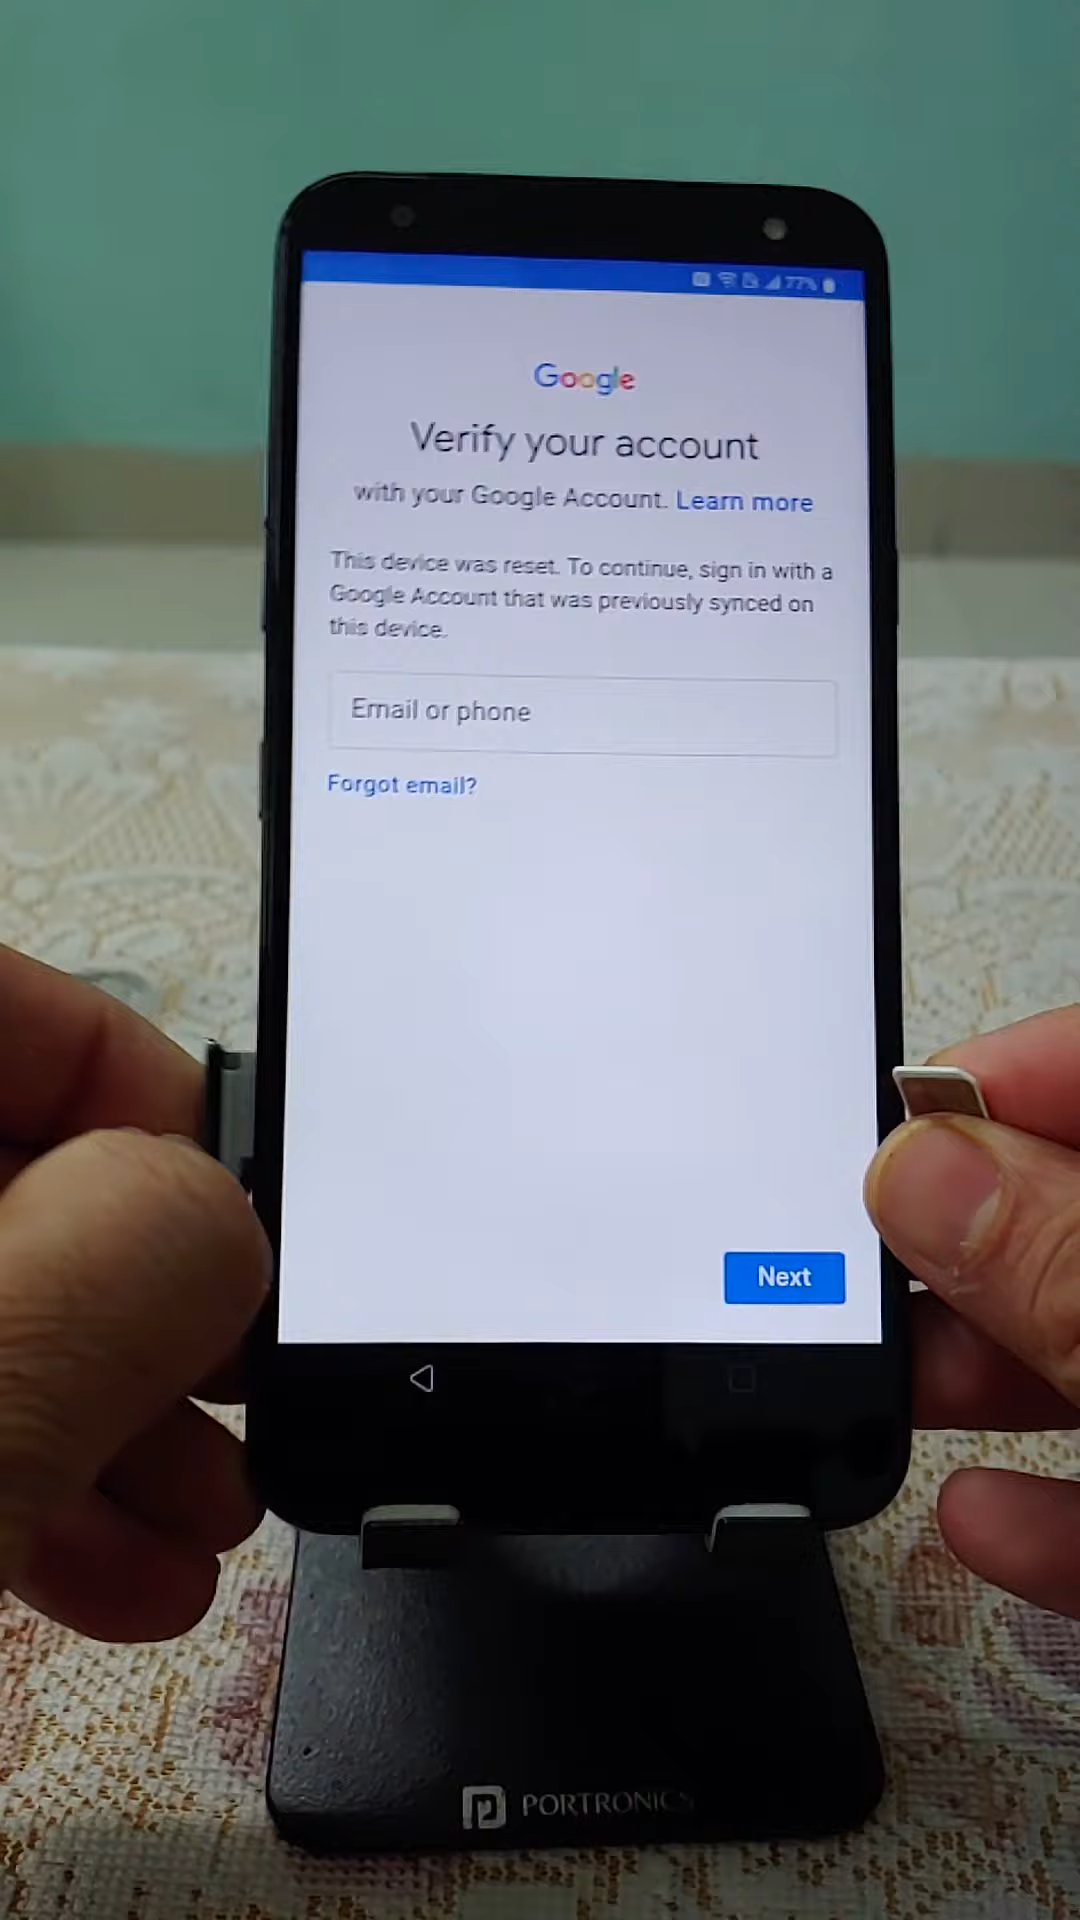 77%
Google
Verify your account
with your Google Account. Learn more
This device was reset. To continue, sign in with a
Google Account that was previously synced on
this device.
Email or phone
Forgot email?
Next
PORTRONICS